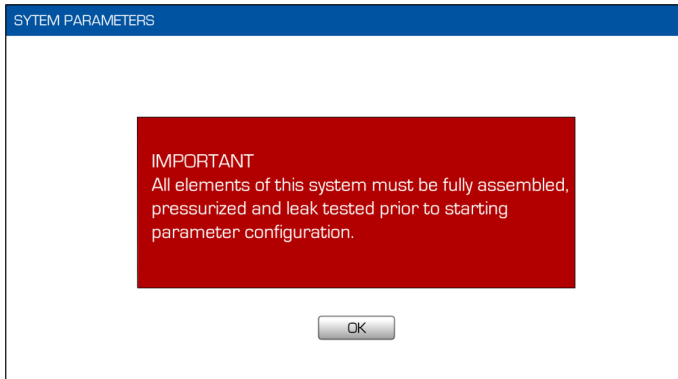 SYTEM PARAMETERS
IMPORTANT
All elements of this system must be fully assembled,
pressurized and leak tested prior to starting
parameter configuration.
OK